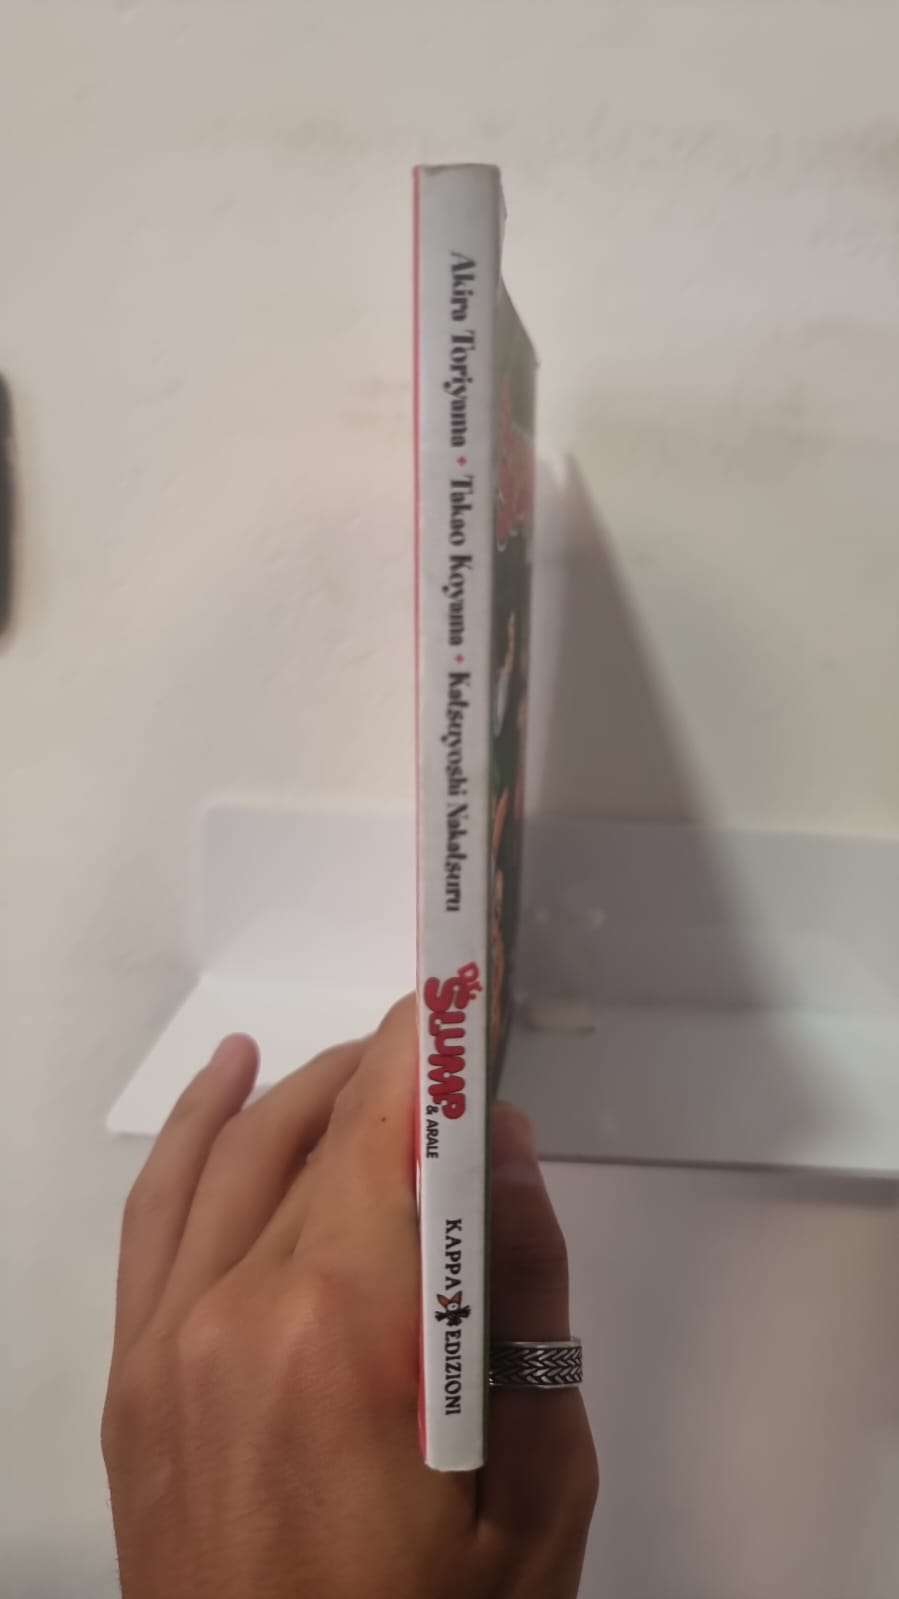 Akira Toriyama • Takao Koyama • Katsuyoshi Nakatsuru
DR. SLUMP
& ARALE
KAPPA EDIZIONI